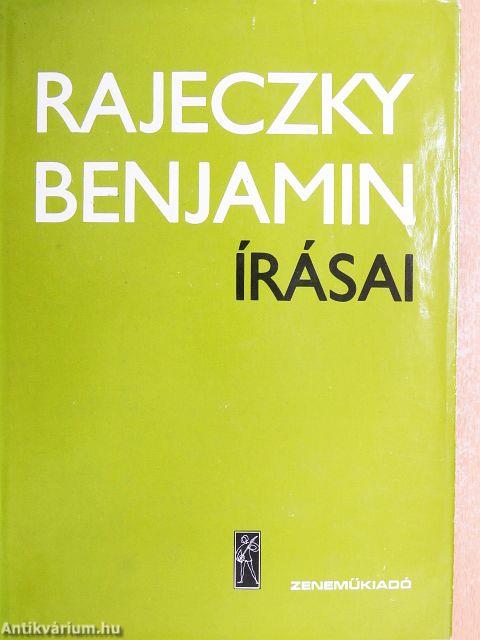 RAJECZKY
BENJAMIN
ÍRÁSAI
ZENEMŰKIADÓ
Antikvárium.hu